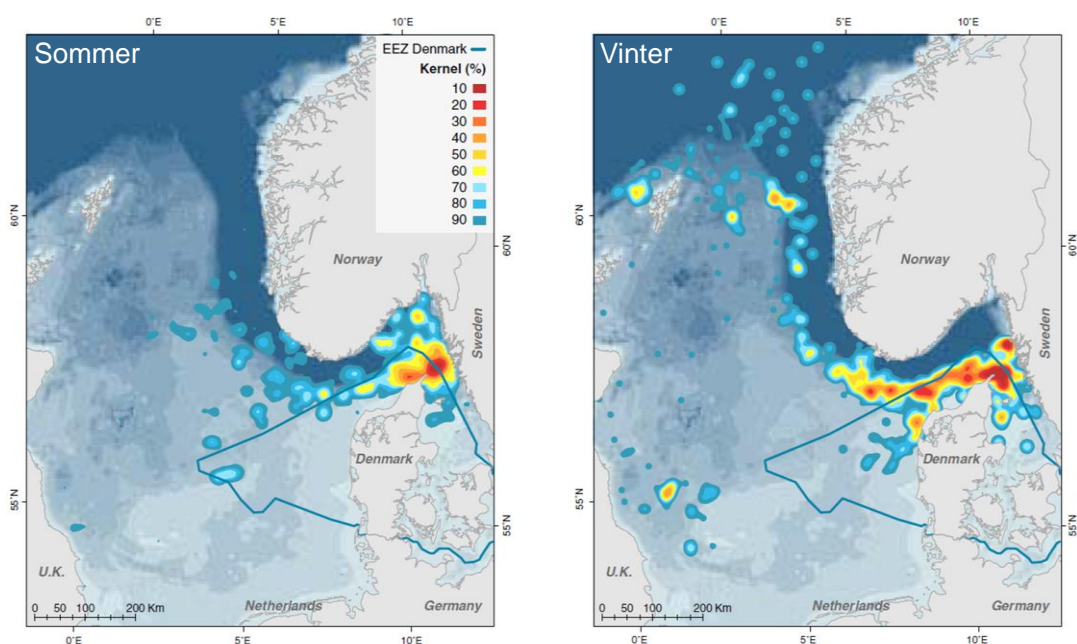 0°E 5°E 10°E
Sommer
EEZ Denmark
Kernel (%)
10
20
30
40
50
60
70
80
90
60°N
60°N
Norway
Sweden
Denmark
55°N
55°N
U.K.
0 50 100 200 Km
Netherlands
Germany
0°E 5°E 10°E
0°E 5°E 10°E
Vinter
60°N
60°N
Norway
Sweden
Denmark
55°N
55°N
U.K.
0 50 100 200 Km
Netherlands
Germany
0°E 5°E 10°E